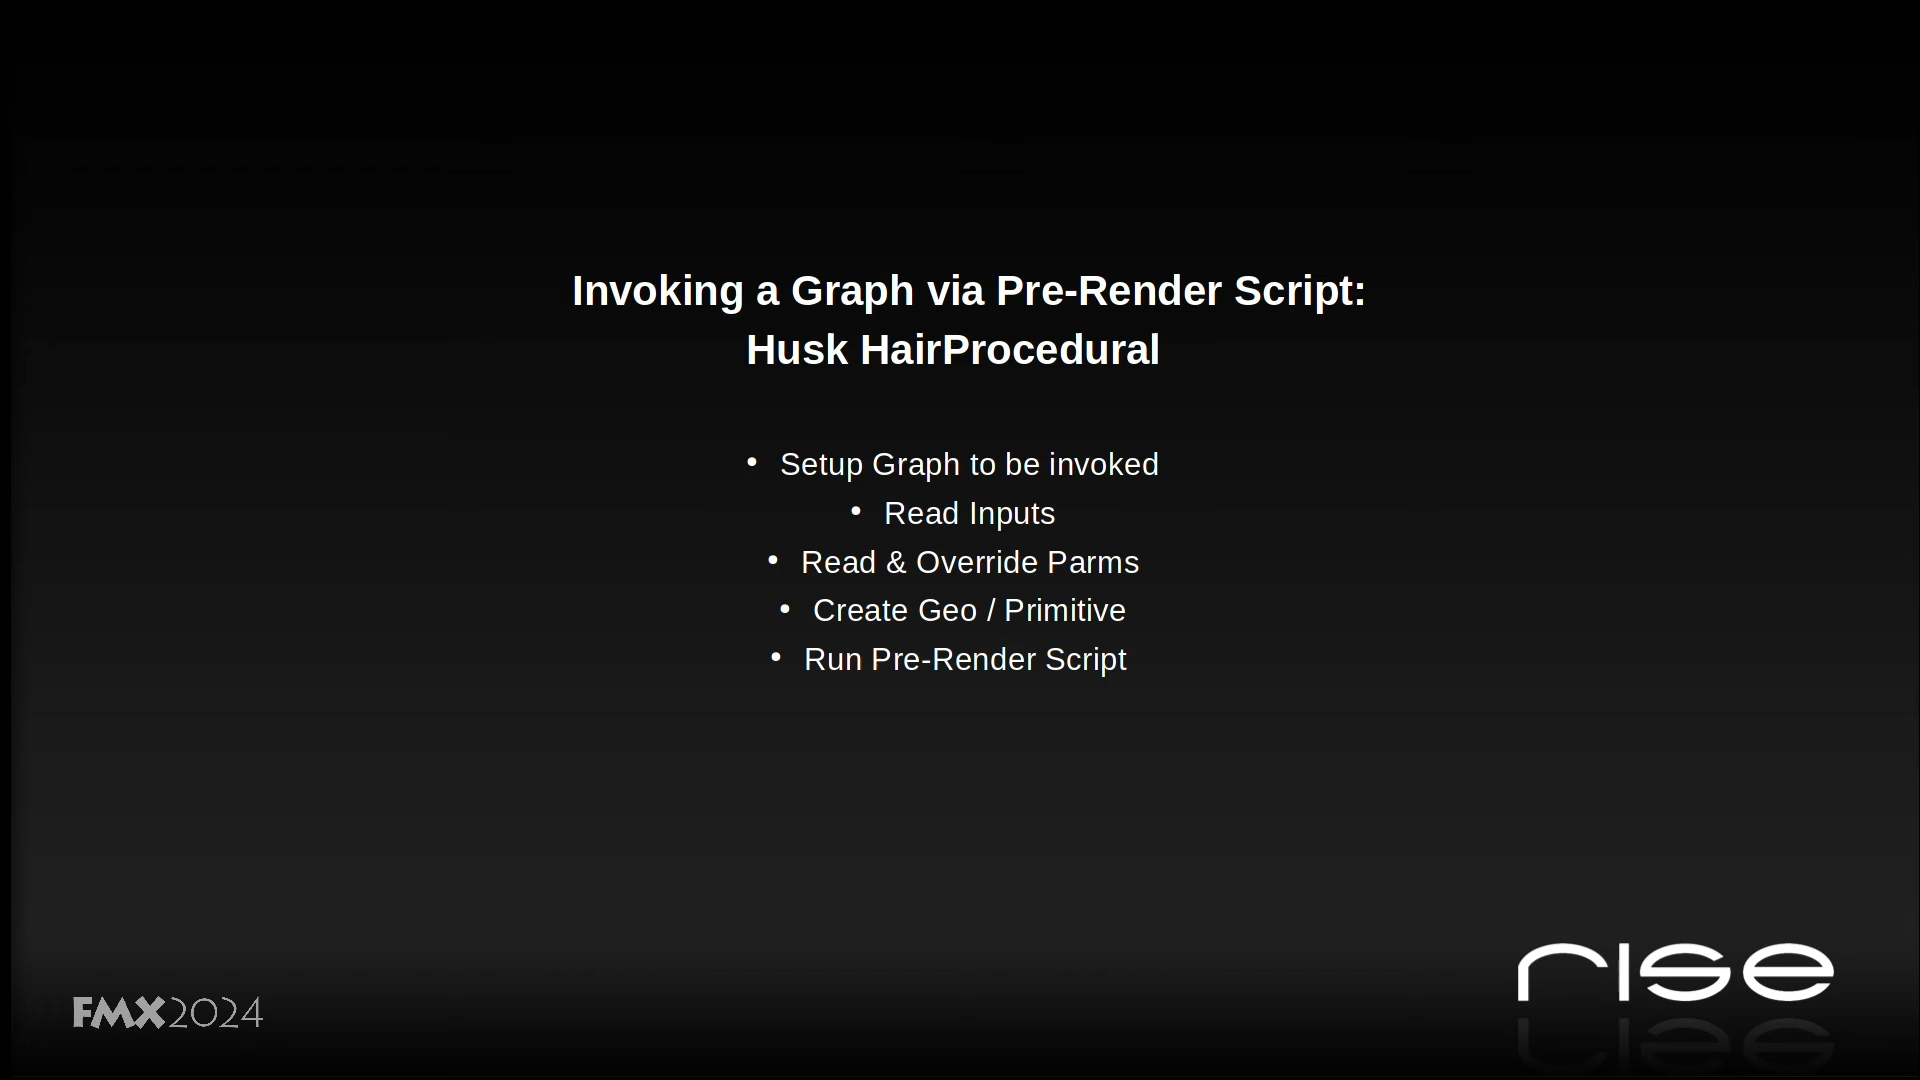 Invoking a Graph via Pre-Render Script:
Husk HairProcedural
• Setup Graph to be invoked
• Read Inputs
• Read & Override Parms
• Create Geo / Primitive
• Run Pre-Render Script
FMX2024
rise